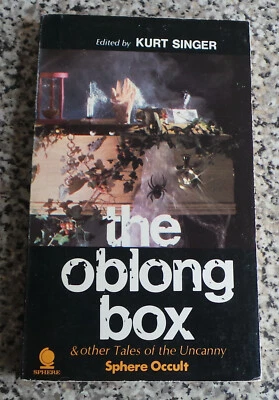 Edited by KURT SINGER
the
oblong
box
& other Tales of the Uncanny
SPHERE
Sphere Occult